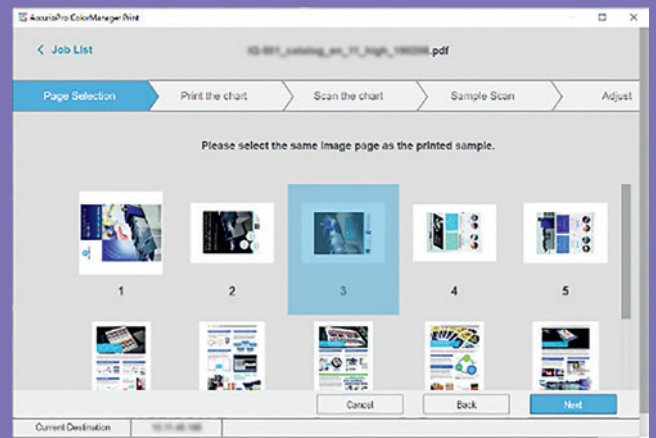 AccurioPro ColorManager Print
Job List
.pdf
Page Selection
Print the chart
Scan the chart
Sample Scan
Adjust
Please select the same image page as the printed sample.
1
2
3
4
5
Cancel
Back
Next
Current Destination